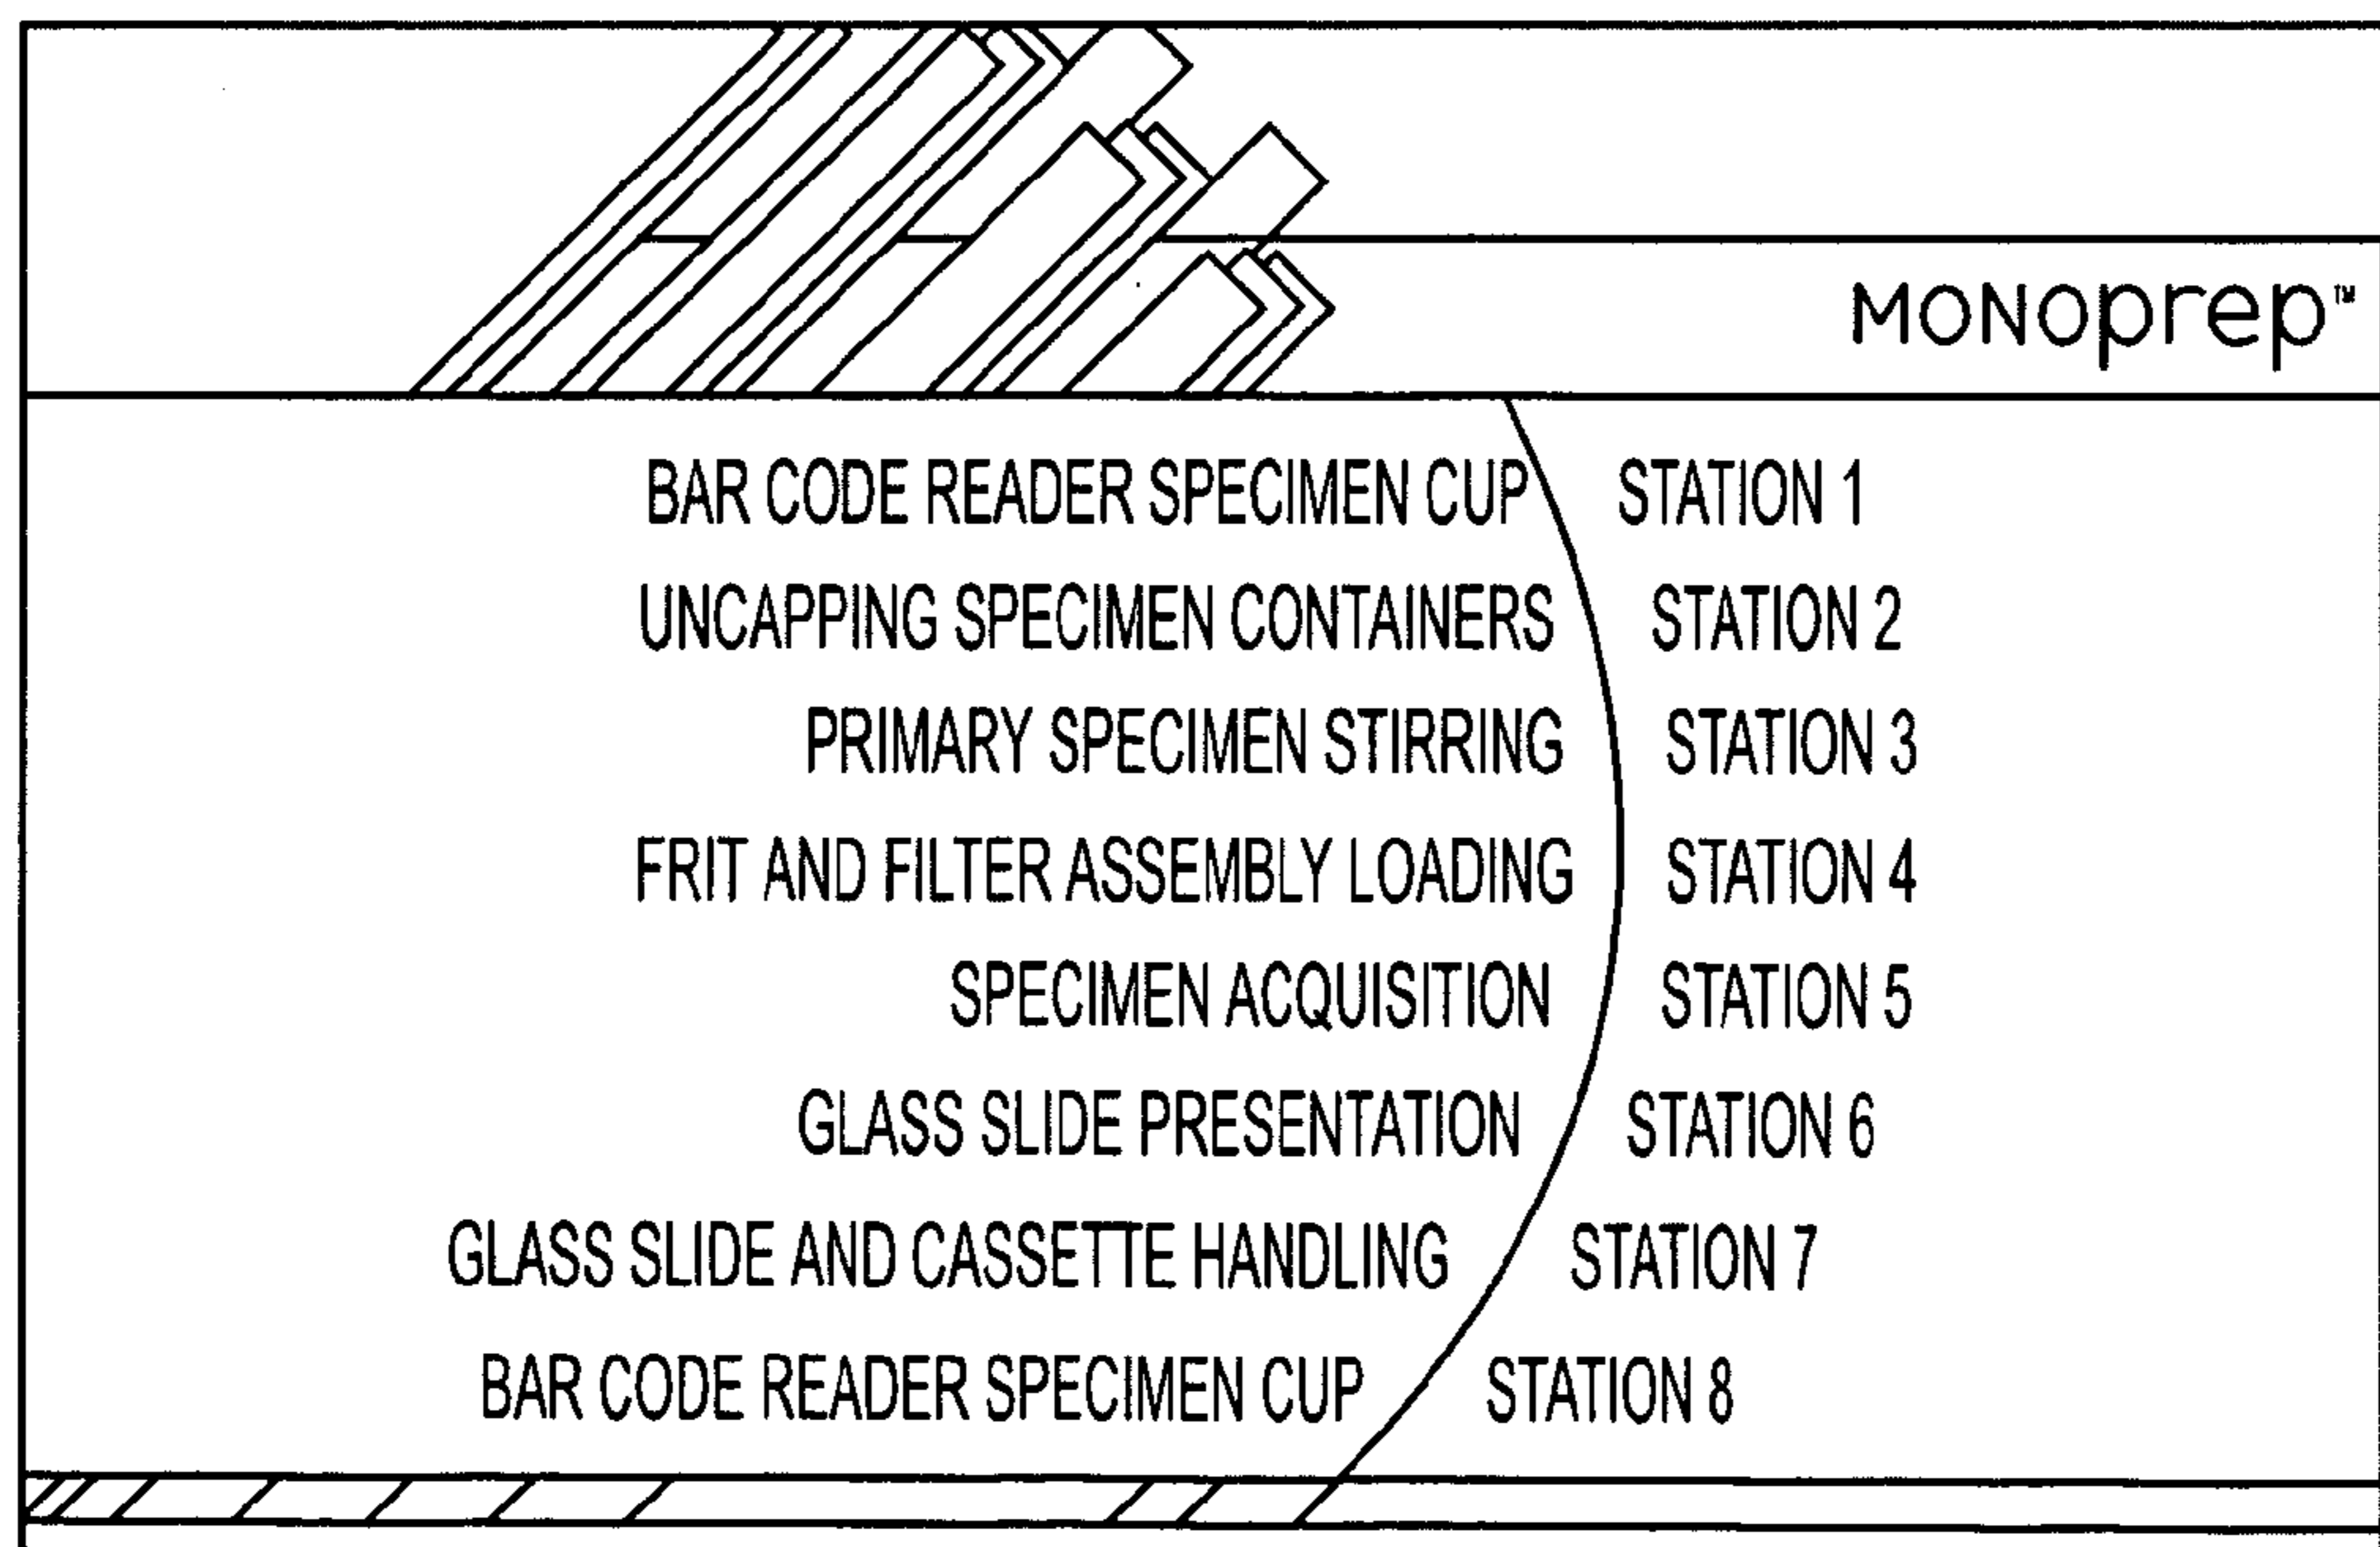 MONOprep™
BAR CODE READER SPECIMEN CUP STATION 1
UNCAPPING SPECIMEN CONTAINERS STATION 2
PRIMARY SPECIMEN STIRRING STATION 3
FRIT AND FILTER ASSEMBLY LOADING STATION 4
SPECIMEN ACQUISITION STATION 5
GLASS SLIDE PRESENTATION STATION 6
GLASS SLIDE AND CASSETTE HANDLING STATION 7
BAR CODE READER SPECIMEN CUP STATION 8